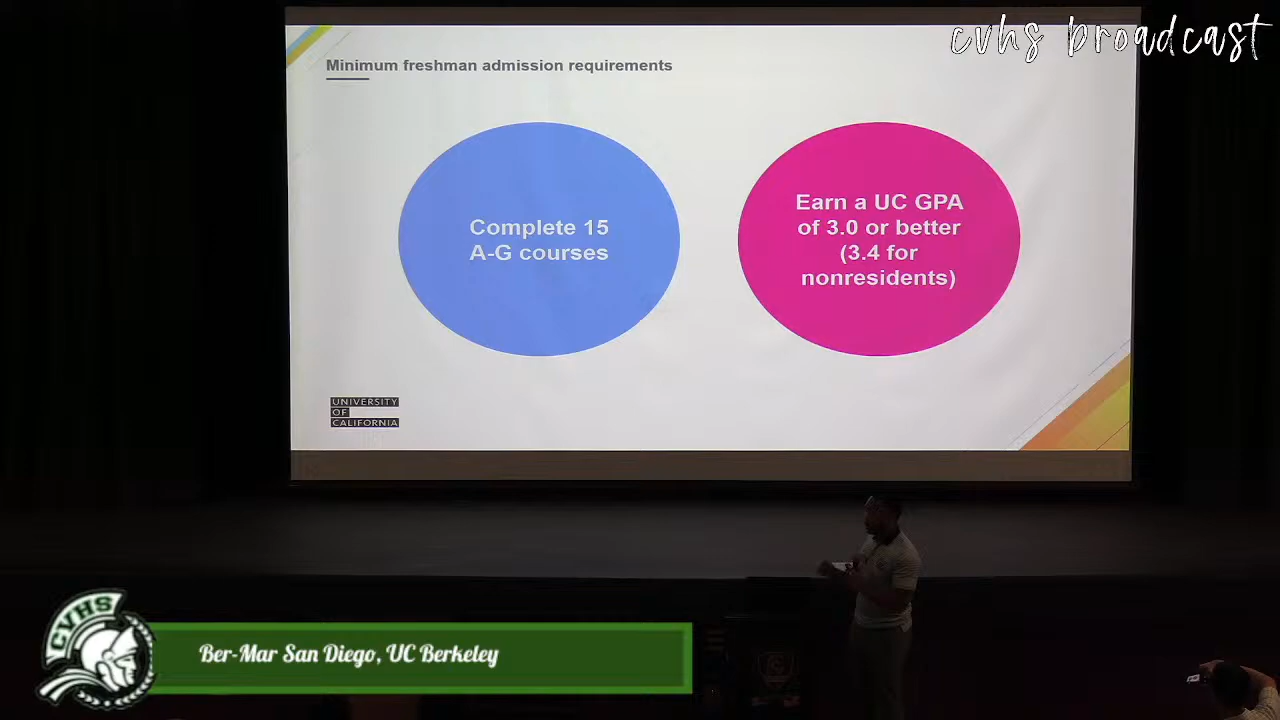 cvhs broadcast
Minimum freshman admission requirements
Complete 15
A-G courses
Earn a UC GPA
of 3.0 or better
(3.4 for
nonresidents)
UNIVERSITY
OF
CALIFORNIA
CVHS
Ber-Mar San Diego, UC Berkeley